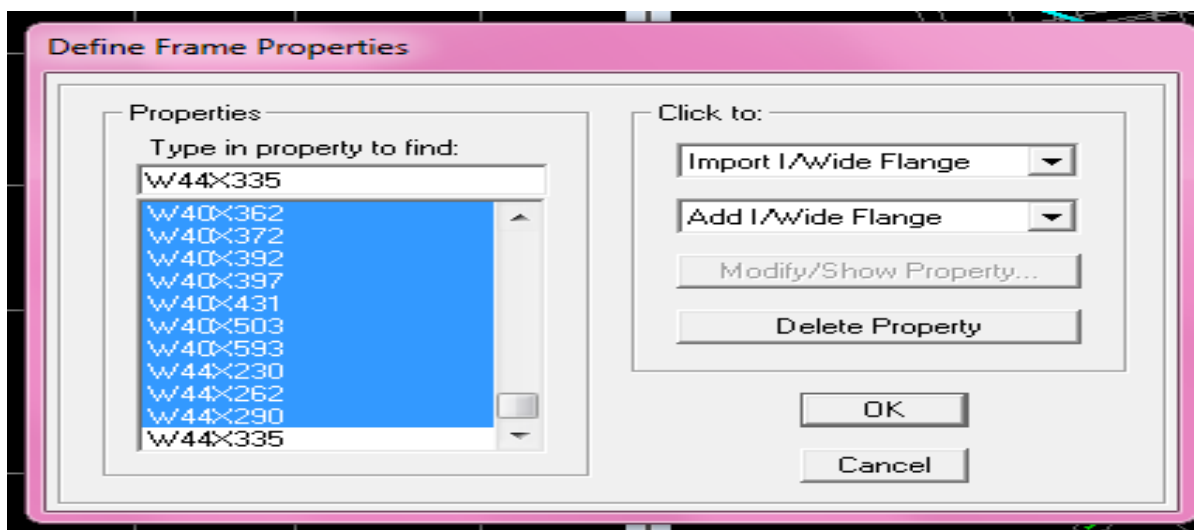 Define Frame Properties
Properties
Type in property to find:
W44X335
W40X362
W40X372
W40X392
W40X397
W40X431
W40X503
W40X593
W44X230
W44X262
W44X290
W44X335
Click to:
Import I/Wide Flange
Add I/Wide Flange
Modify/Show Property...
Delete Property
OK
Cancel